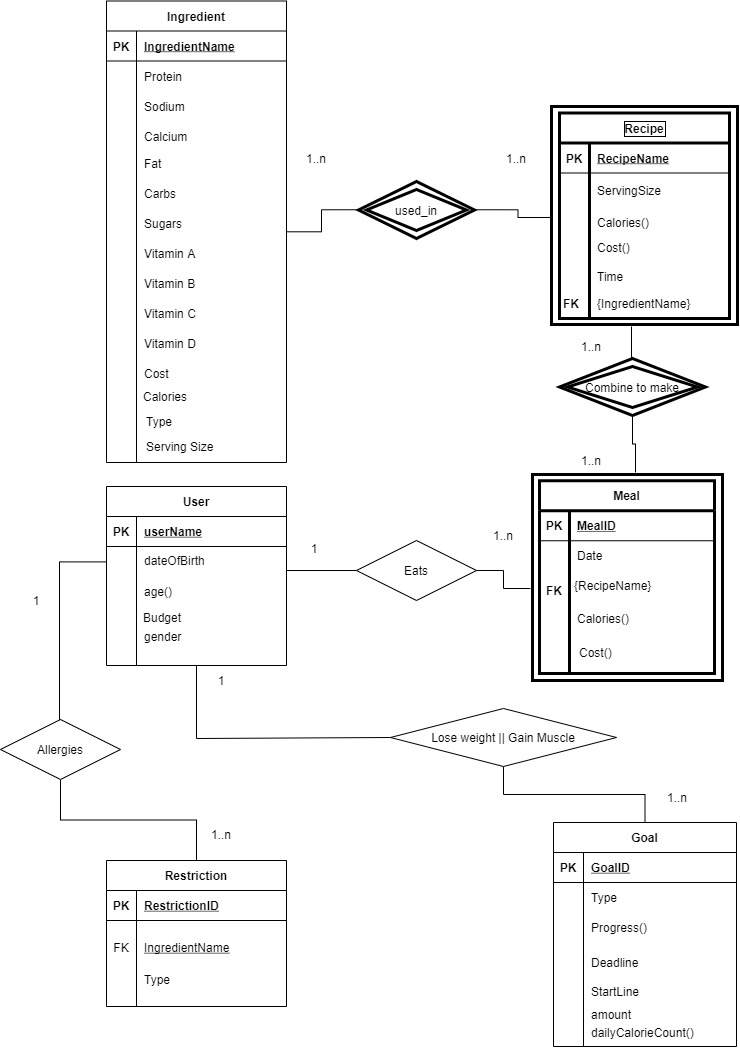 Ingredient
PK IngredientName
Protein
Sodium
Calcium
Fat
Carbs
Sugars
Vitamin A
Vitamin B
Vitamin C
Vitamin D
Cost
Calories
Type
Serving Size
1..n
used_in
1..n
Recipe
PK RecipeName
ServingSize
Calories()
Cost()
Time
FK {IngredientName}
1..n
Combine to make
1..n
Meal
PK MealID
Date
FK {RecipeName}
Calories()
Cost()
User
PK userName
dateOfBirth
age()
Budget
gender
1
Eats
1..n
1
Allergies
1..n
1
Lose weight || Gain Muscle
1..n
Restriction
PK RestrictionID
FK IngredientName
Type
Goal
PK GoalID
Type
Progress()
Deadline
StartLine
amount
dailyCalorieCount()